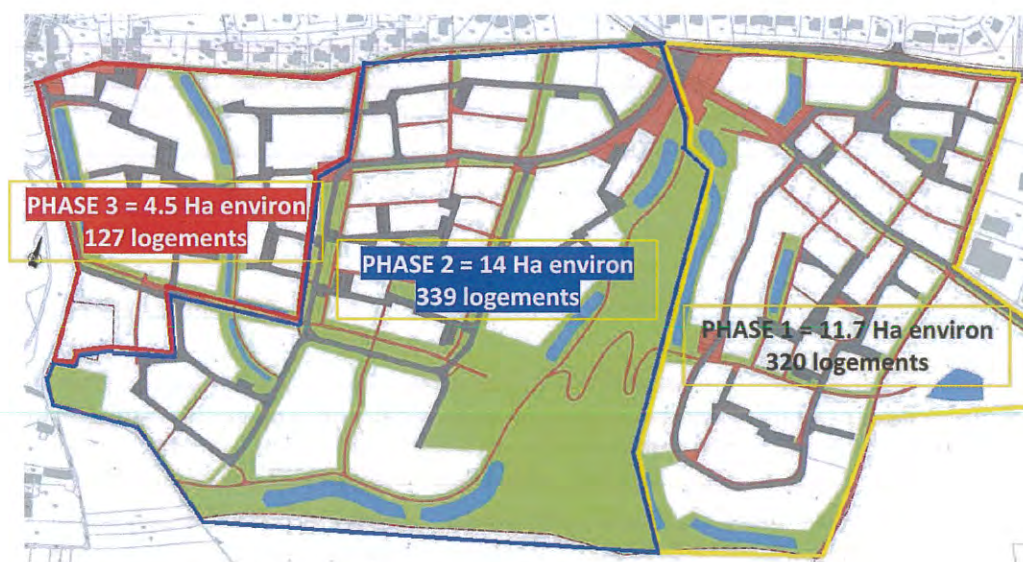 PHASE 3 = 4.5 Ha environ
127 logements
PHASE 2 = 14 Ha environ
339 logements
PHASE 1 = 11.7 Ha environ
320 logements